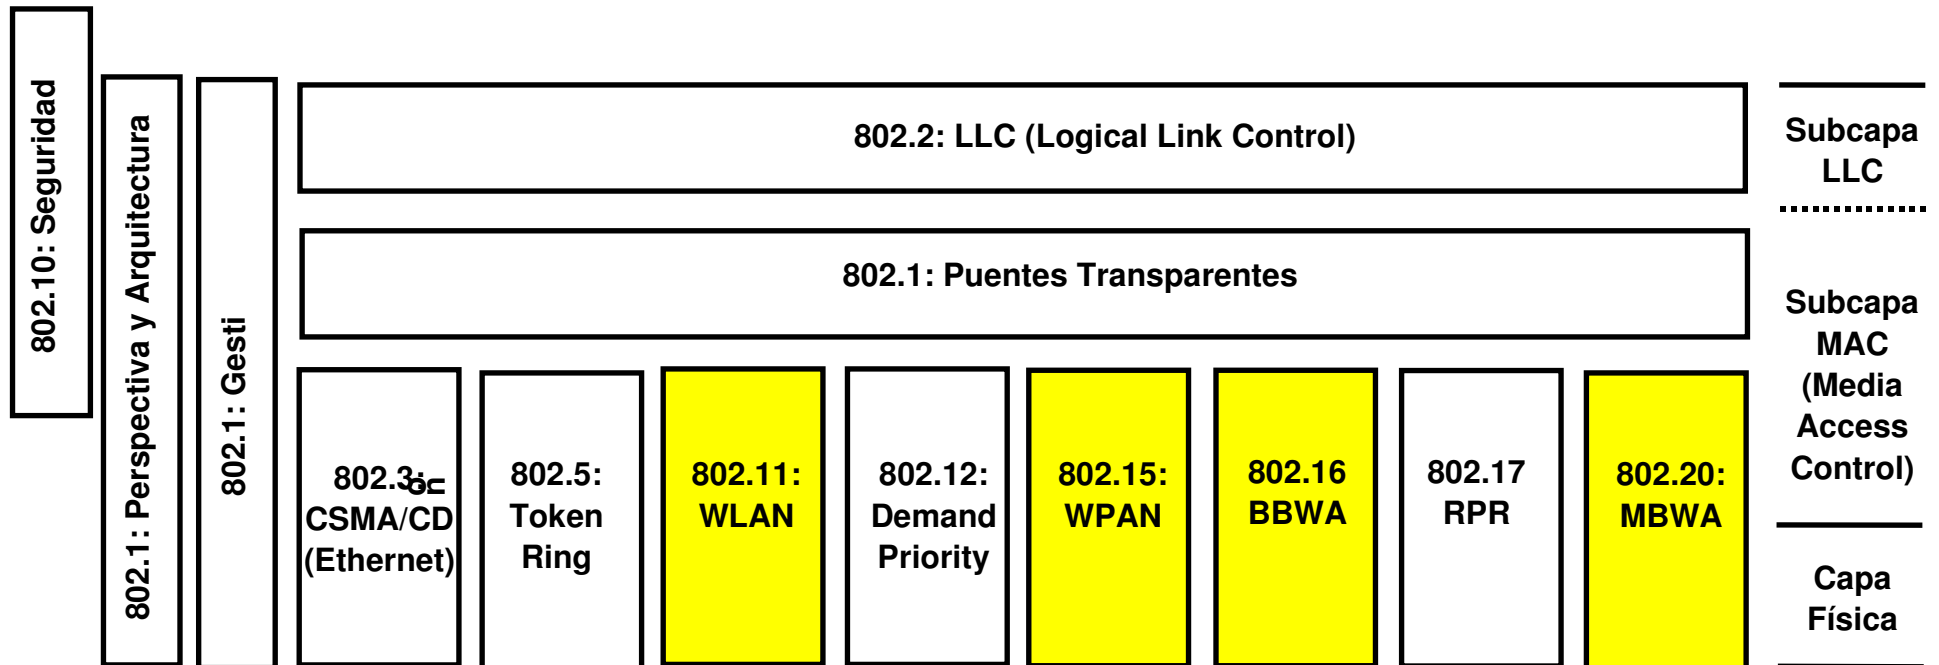 802.10: Seguridad
802.1: Perspectiva y Arquitectura
802.1: Gesti
ón
802.2: LLC (Logical Link Control)
802.1: Puentes Transparentes
802.3:
CSMA/CD
(Ethernet)
802.5:
Token
Ring
802.11:
WLAN
802.12:
Demand
Priority
802.15:
WPAN
802.16
BBWA
802.17
RPR
802.20:
MBWA
Subcapa
LLC
Subcapa
MAC
(Media
Access
Control)
Capa
Física